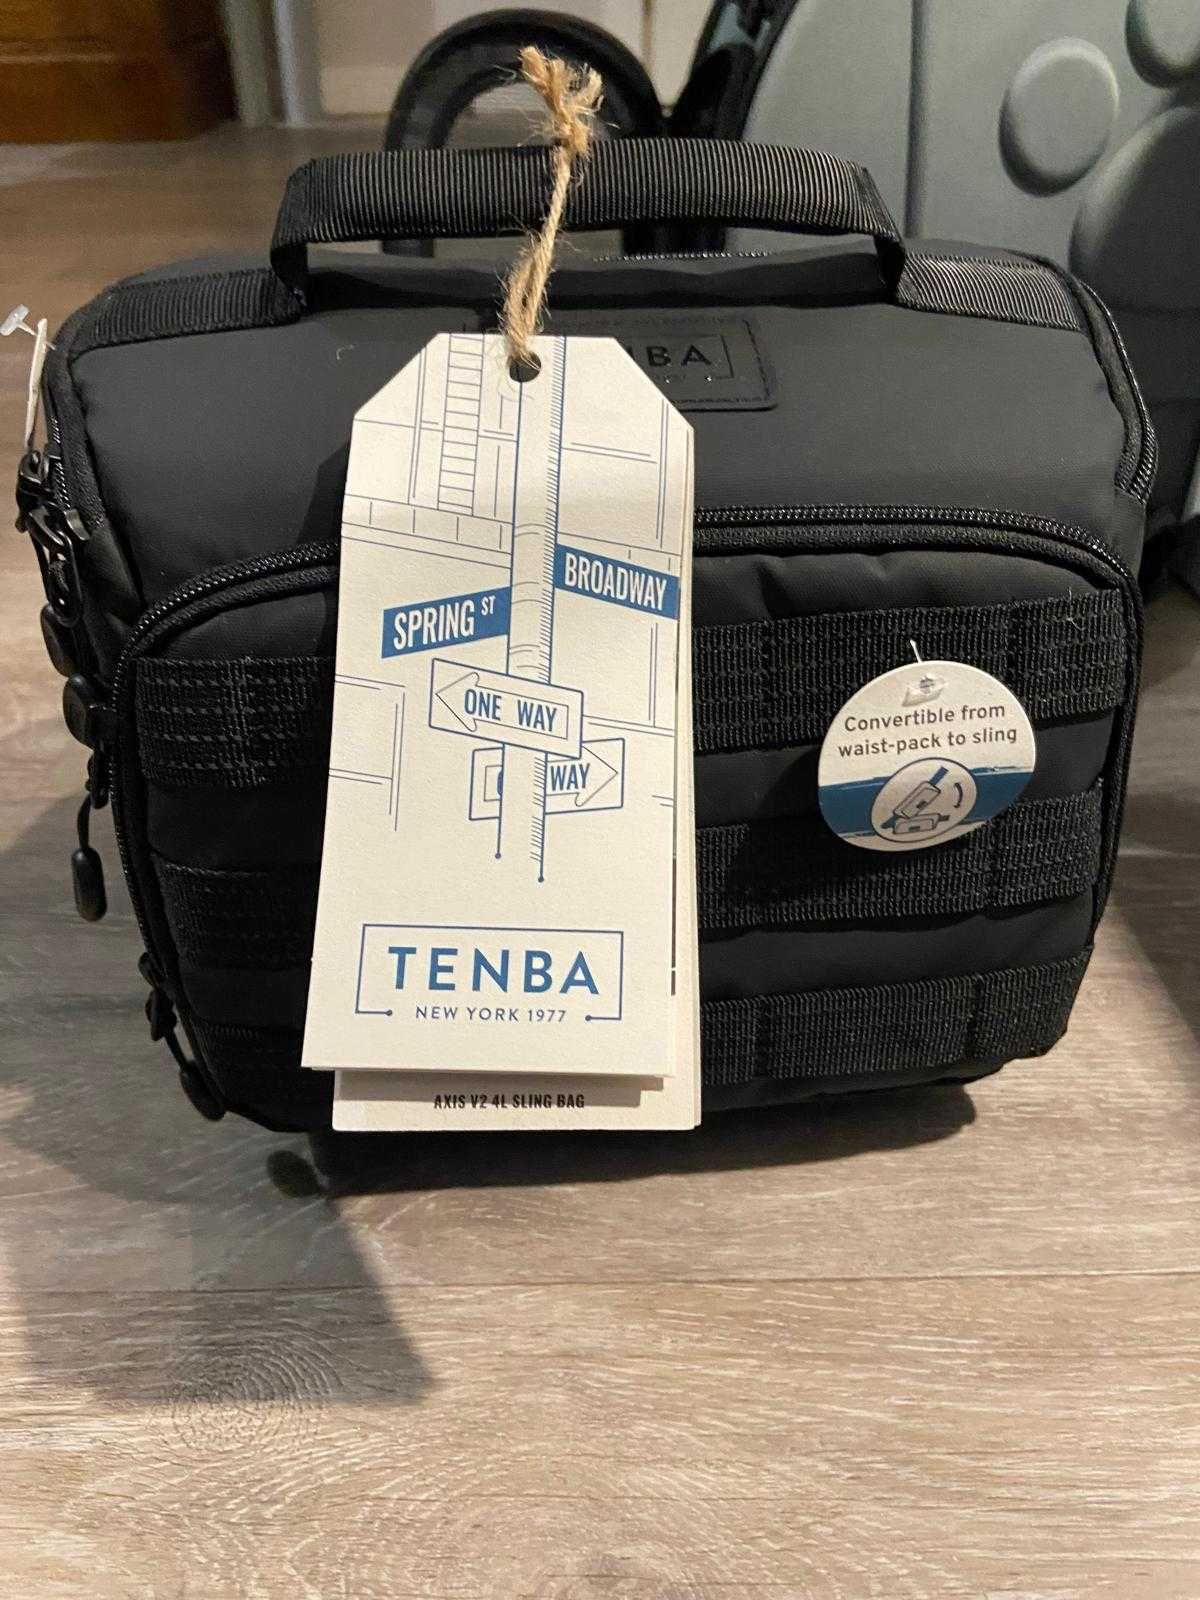 SPRING ST
BROADWAY
ONE WAY
WAY
Convertible from
waist-pack to sling
TENBA
NEW YORK 1977
AXIS V2 4L SLING BAG